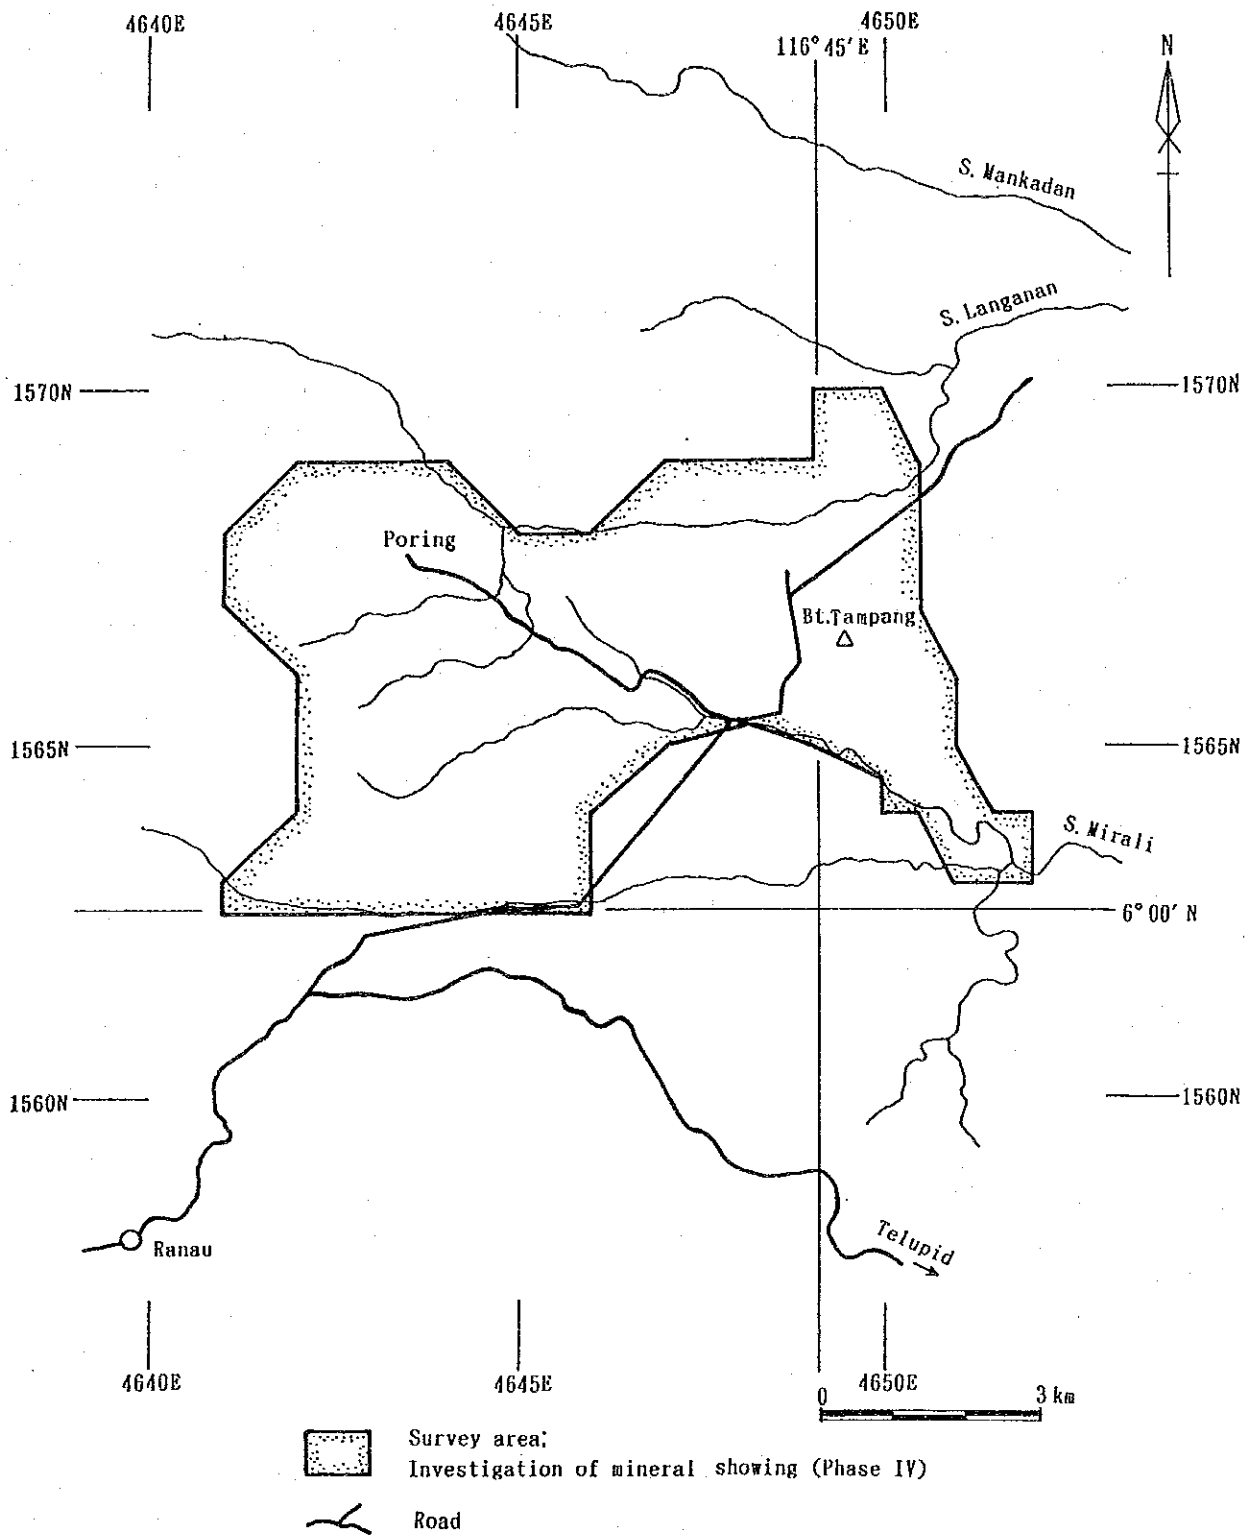 4640E
4645E
4650E
116° 45′ E
N
S. Mankadan
S. Langanan
1570N
1570N
Poring
Bt. Tampang
1565N
1565N
S. Mirali
6° 00′ N
1560N
1560N
Ranau
Telupid
4640E
4645E
4650E
0 3 km
Survey area;
Investigation of mineral showing (Phase IV)
Road